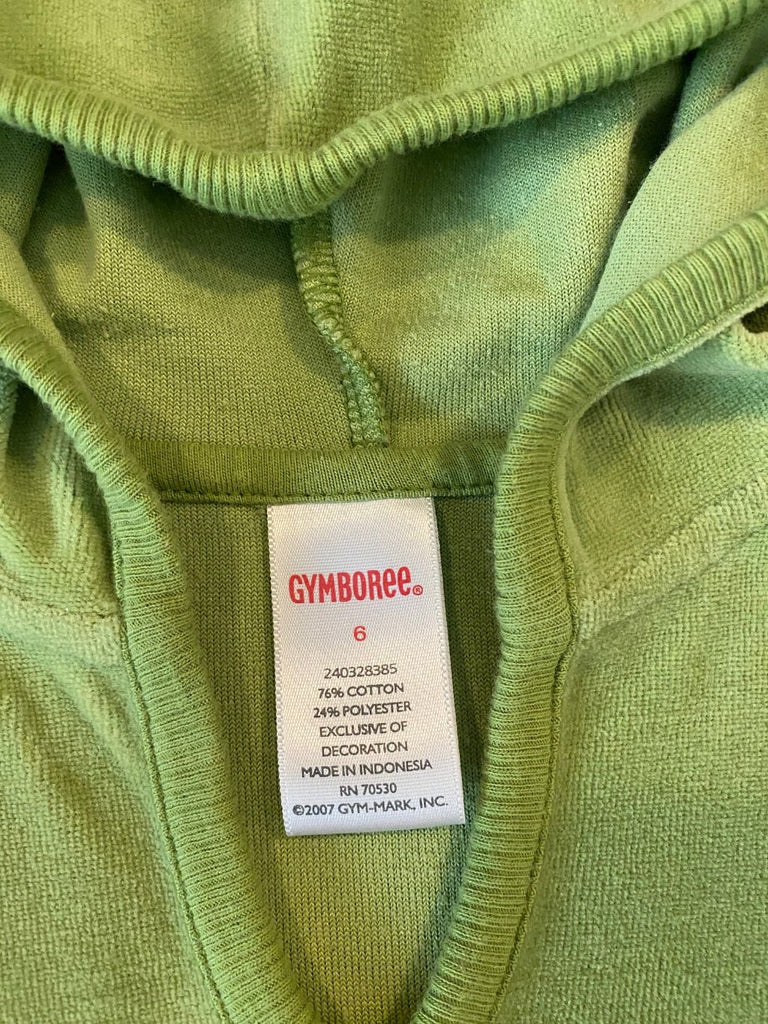 GYMBOREE®
6
240328385
76% COTTON
24% POLYESTER
EXCLUSIVE OF
DECORATION
MADE IN INDONESIA
RN 70530
©2007 GYM-MARK, INC.